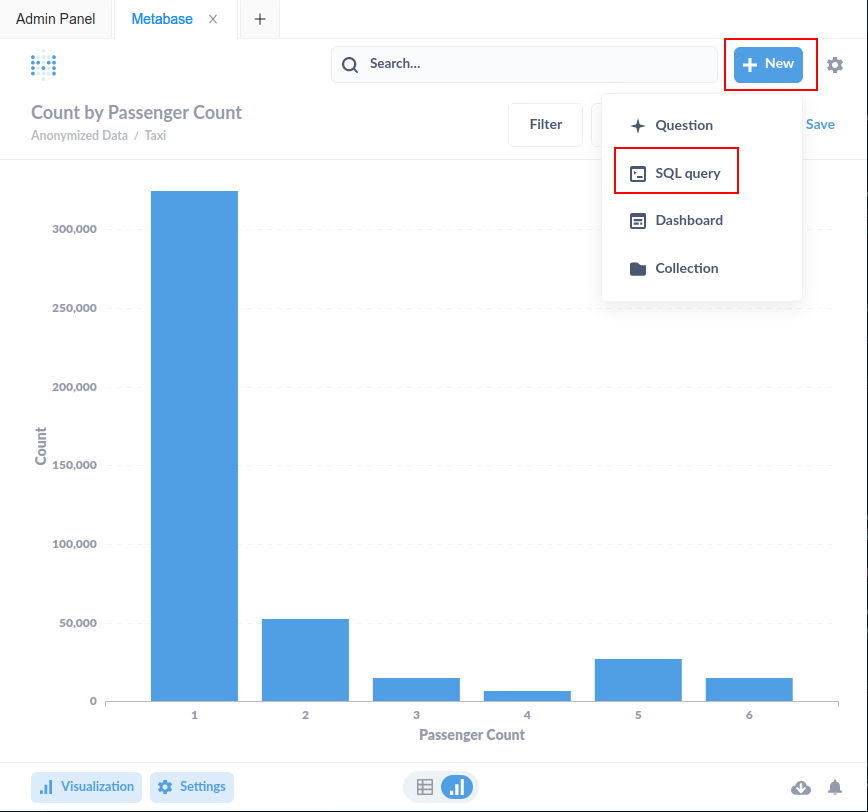 Admin Panel
Metabase
Search...
New
Count by Passenger Count
Anonymized Data / Taxi
Filter
Save
Question
SQL query
Dashboard
Collection
300,000
250,000
200,000
150,000
100,000
50,000
0
Count
1 2 3 4 5 6
Passenger Count
Visualization
Settings